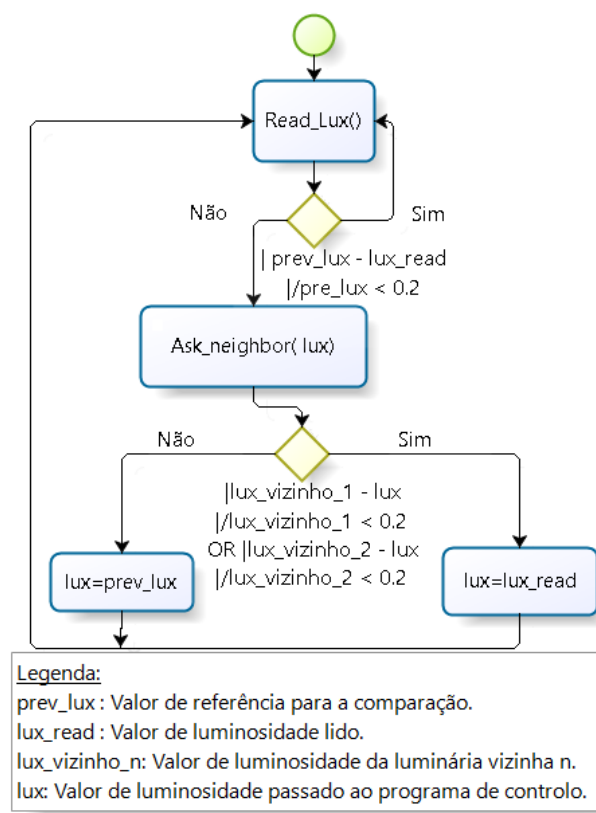 Read_Lux()
Não
Sim
| prev_lux - lux_read
|/pre_lux < 0.2
Ask_neighbor( lux)
Não
Sim
|lux_vizinho_1 - lux
|/lux_vizinho_1 < 0.2
OR |lux_vizinho_2 - lux
|/lux_vizinho_2 < 0.2
lux=prev_lux
lux=lux_read
Legenda:
prev_lux : Valor de referência para a comparação.
lux_read : Valor de luminosidade lido.
lux_vizinho_n: Valor de luminosidade da luminária vizinha n.
lux: Valor de luminosidade passado ao programa de controlo.